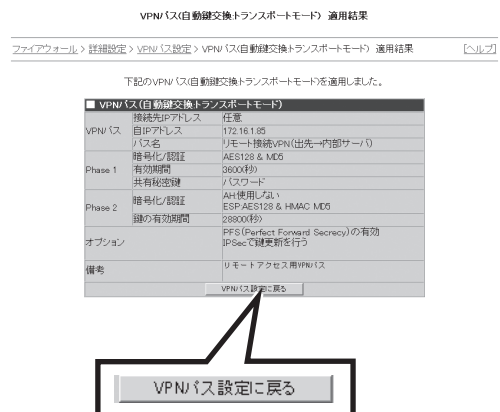 VPNパス(自動鍵交換トランスポートモード) 適用結果
ファイアウォール > 詳細設定 > VPNパス設定 > VPNパス(自動鍵交換トランスポートモード) 適用結果 [ヘルプ]
下記のVPNパス(自動鍵交換トランスポートモード)を適用しました。
■ VPNパス(自動鍵交換トランスポートモード)
VPNパス 接続先IPアドレス 任意
自IPアドレス 172.16.1.85
パス名 リモート接続VPN(出先→内部サーバ)
Phase 1 暗号化/認証 AES128 & MD5
有効期間 3600(秒)
共有秘密鍵 パスワード
Phase 2 暗号化/認証 AH:使用しない
ESP:AES128 & HMAC MD5
鍵の有効期間 28800(秒)
オプション PFS(Perfect Forward Secrecy)の有効
IPSecで鍵更新を行う
備考 リモートアクセス用VPNパス
VPNパス設定に戻る
VPNパス設定に戻る